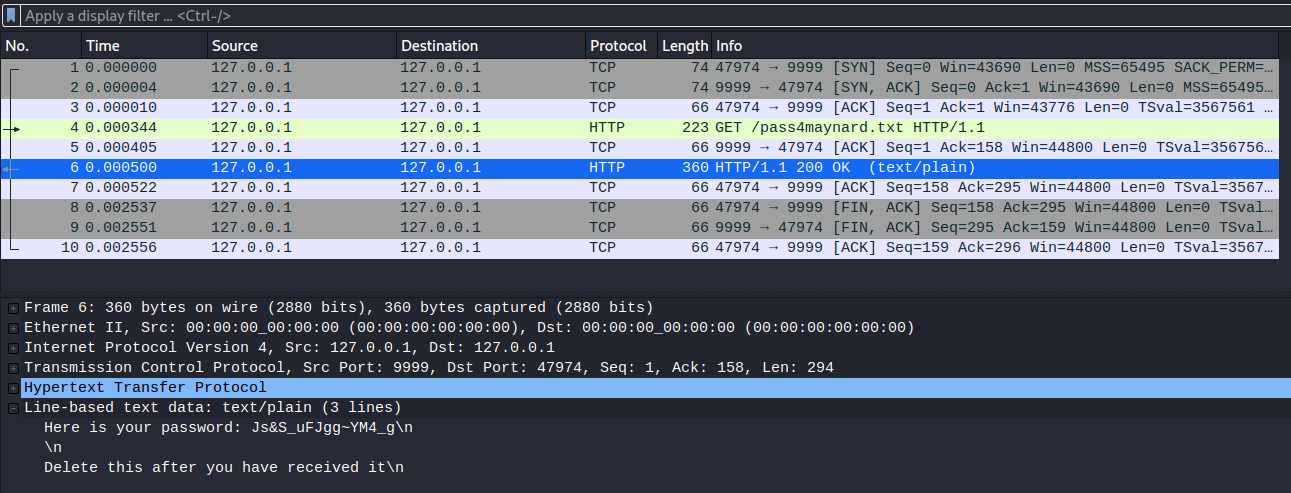 Apply a display filter … <Ctrl-/>
No. Time Source Destination Protocol Length Info
1 0.000000 127.0.0.1 127.0.0.1 TCP 74 47974 → 9999 [SYN] Seq=0 Win=43690 Len=0 MSS=65495 SACK_PERM=…
2 0.000004 127.0.0.1 127.0.0.1 TCP 74 9999 → 47974 [SYN, ACK] Seq=0 Ack=1 Win=43690 Len=0 MSS=65495…
3 0.000010 127.0.0.1 127.0.0.1 TCP 66 47974 → 9999 [ACK] Seq=1 Ack=1 Win=43776 Len=0 TSval=3567561 …
4 0.000344 127.0.0.1 127.0.0.1 HTTP 223 GET /pass4maynard.txt HTTP/1.1
5 0.000405 127.0.0.1 127.0.0.1 TCP 66 9999 → 47974 [ACK] Seq=1 Ack=158 Win=44800 Len=0 TSval=356756…
6 0.000500 127.0.0.1 127.0.0.1 HTTP 360 HTTP/1.1 200 OK (text/plain)
7 0.000522 127.0.0.1 127.0.0.1 TCP 66 47974 → 9999 [ACK] Seq=158 Ack=295 Win=44800 Len=0 TSval=3567…
8 0.002537 127.0.0.1 127.0.0.1 TCP 66 47974 → 9999 [FIN, ACK] Seq=158 Ack=295 Win=44800 Len=0 TSval…
9 0.002551 127.0.0.1 127.0.0.1 TCP 66 9999 → 47974 [FIN, ACK] Seq=295 Ack=159 Win=44800 Len=0 TSval…
10 0.002556 127.0.0.1 127.0.0.1 TCP 66 47974 → 9999 [ACK] Seq=159 Ack=296 Win=44800 Len=0 TSval=3567…
Frame 6: 360 bytes on wire (2880 bits), 360 bytes captured (2880 bits)
Ethernet II, Src: 00:00:00_00:00:00 (00:00:00:00:00:00), Dst: 00:00:00_00:00:00 (00:00:00:00:00:00)
Internet Protocol Version 4, Src: 127.0.0.1, Dst: 127.0.0.1
Transmission Control Protocol, Src Port: 9999, Dst Port: 47974, Seq: 1, Ack: 158, Len: 294
Hypertext Transfer Protocol
Line-based text data: text/plain (3 lines)
Here is your password: Js&S_uFJgg~YM4_g\n
\n
Delete this after you have received it\n